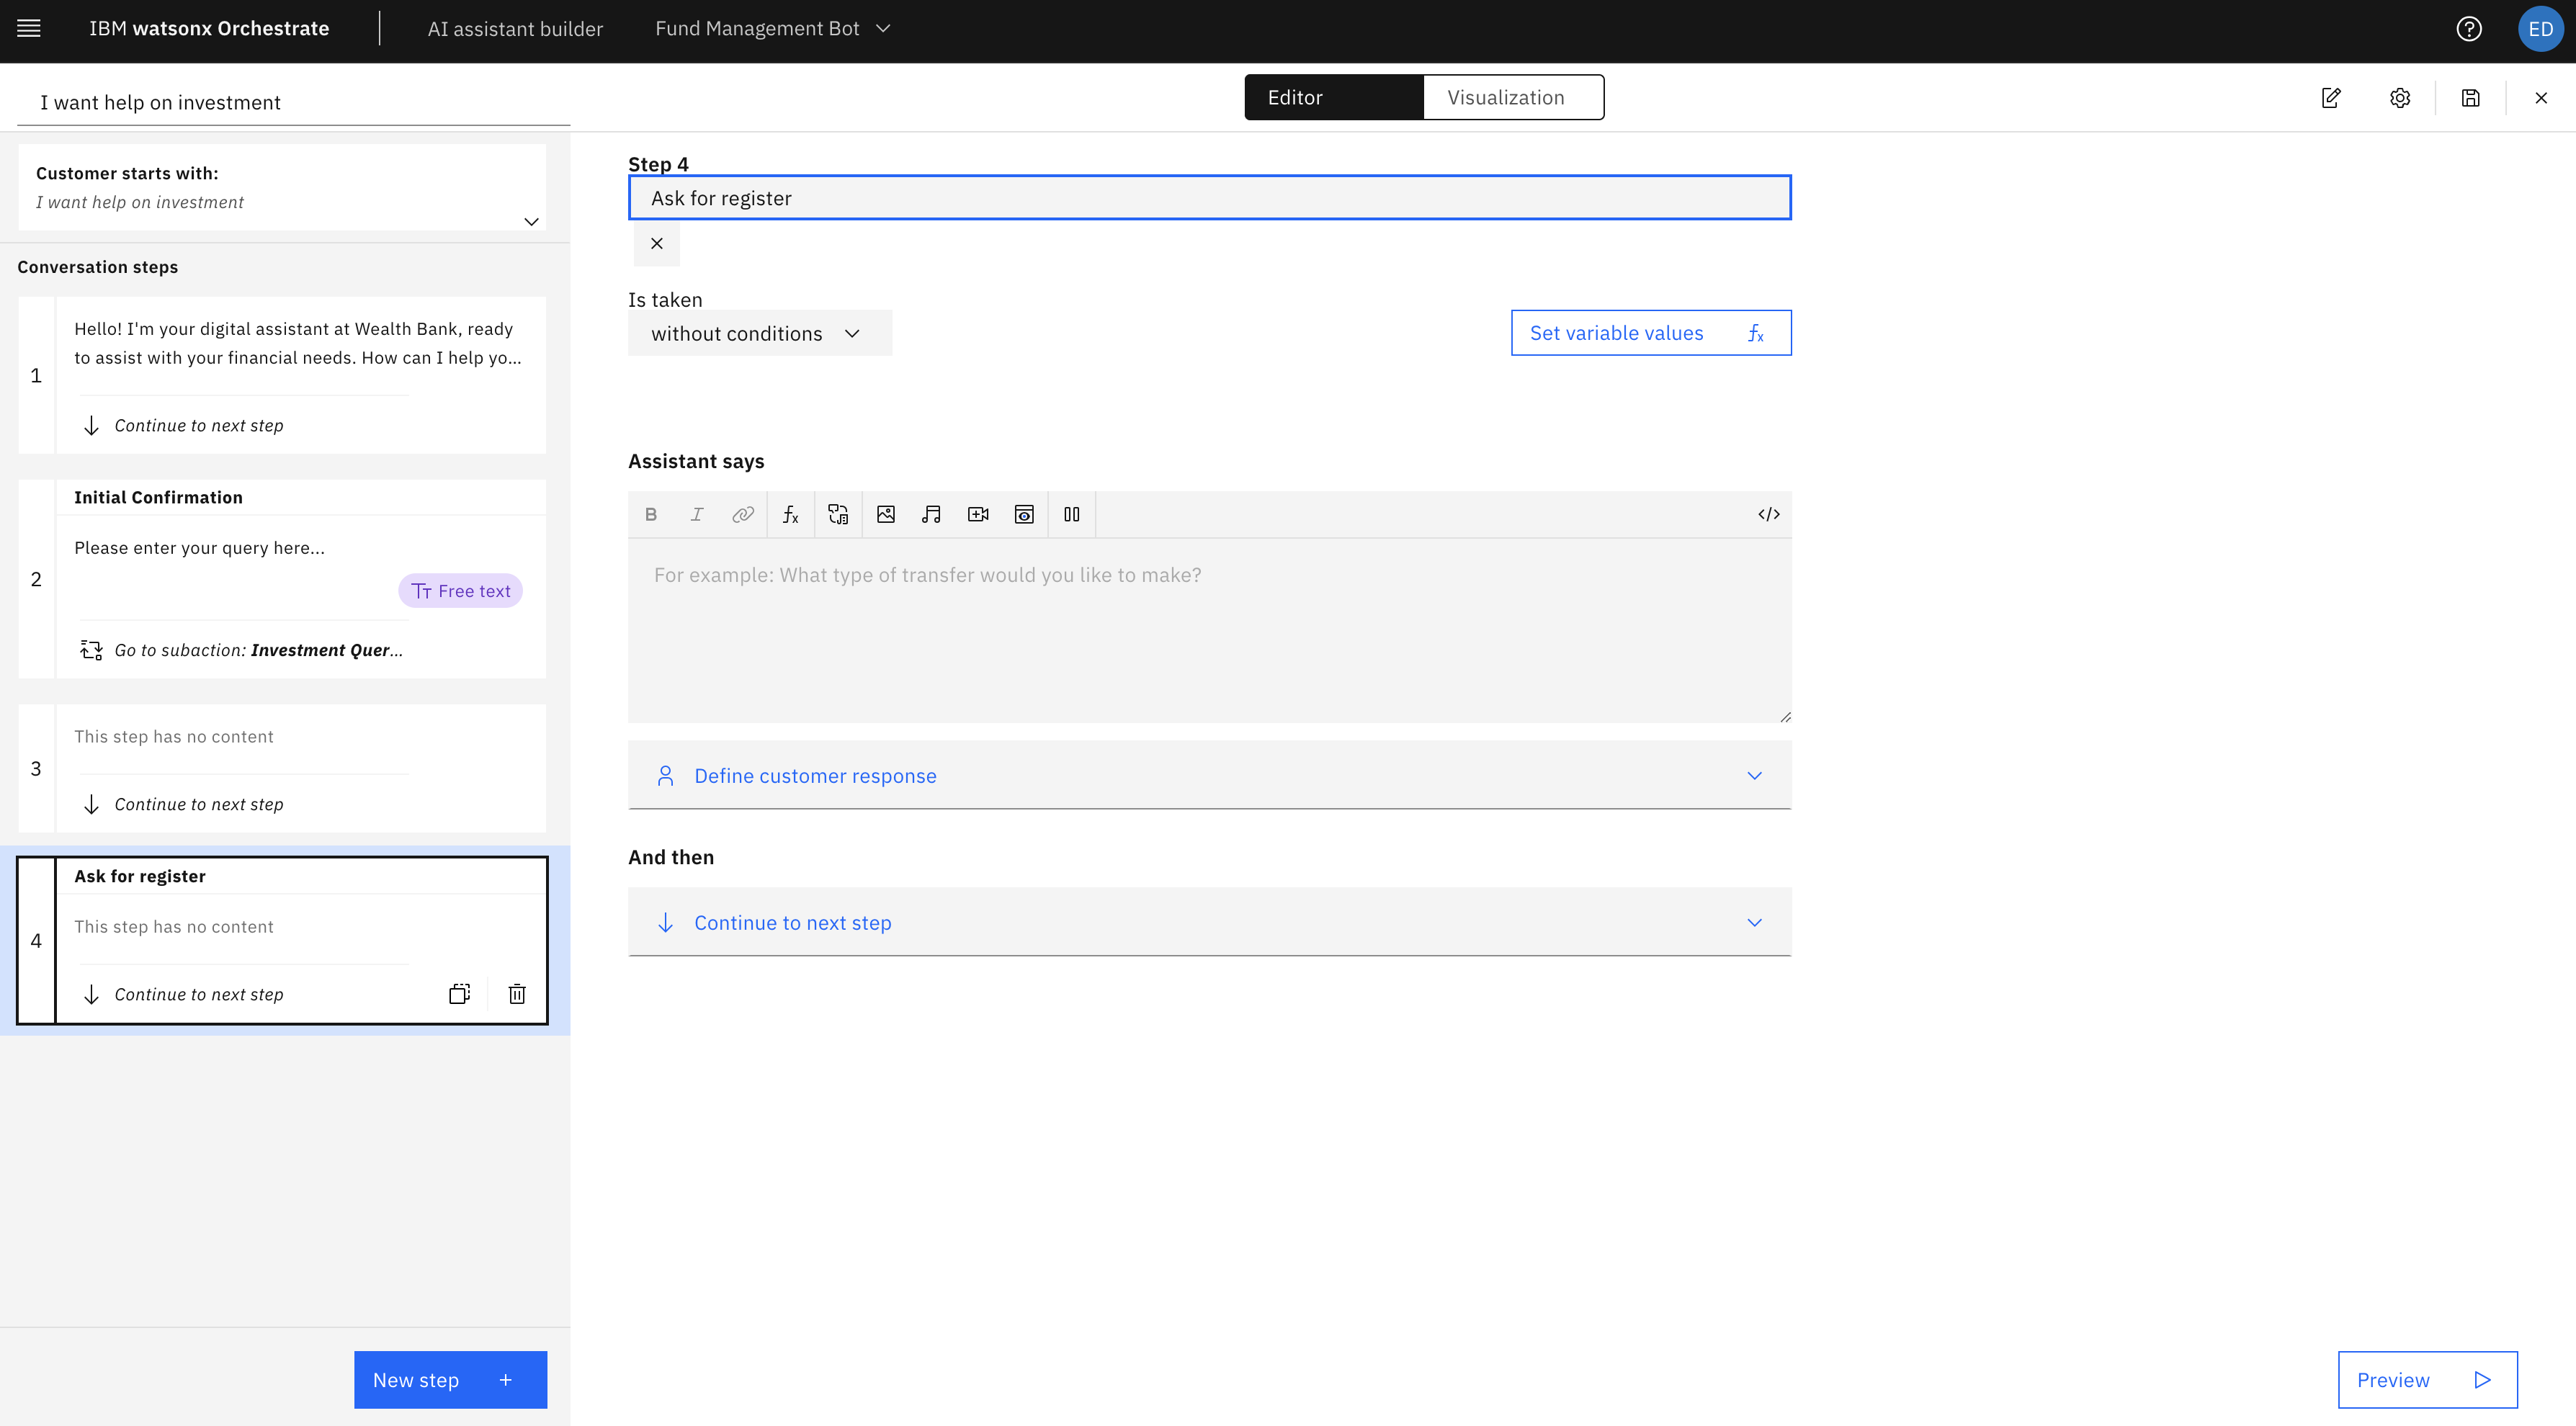 IBM watsonx Orchestrate
AI assistant builder
Fund Management Bot
ED
I want help on investment
Editor
Visualization
Customer starts with:
I want help on investment
Conversation steps
1
Hello! I'm your digital assistant at Wealth Bank, ready
to assist with your financial needs. How can I help yo...
Continue to next step
2
Initial Confirmation
Please enter your query here...
Free text
Go to subaction: Investment Quer...
3
This step has no content
Continue to next step
4
Ask for register
This step has no content
Continue to next step
New step
Step 4
Ask for register
Is taken
without conditions
Set variable values
Assistant says
For example: What type of transfer would you like to make?
Define customer response
And then
Continue to next step
Preview